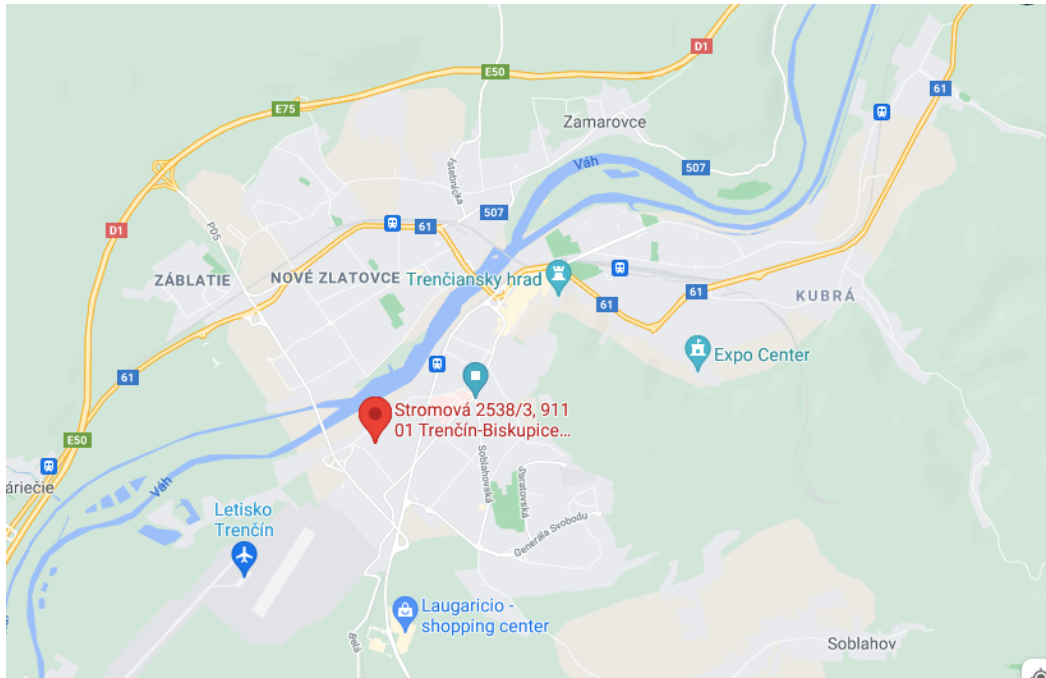 D1
E50
61
E75
Zamarovce
Váh
507
Istebnícka
507
61
P05
D1
ZÁBLATIE
NOVÉ ZLATOVCE
Trenčiansky hrad
61
61
KUBRÁ
Expo Center
61
Stromová 2538/3, 911
01 Trenčín-Biskupice...
E50
Soblahovská
Saratovská
áriečie
Váh
Letisko
Trenčín
Generála Svobodu
Laugaricio -
shopping center
Belá
Soblahov